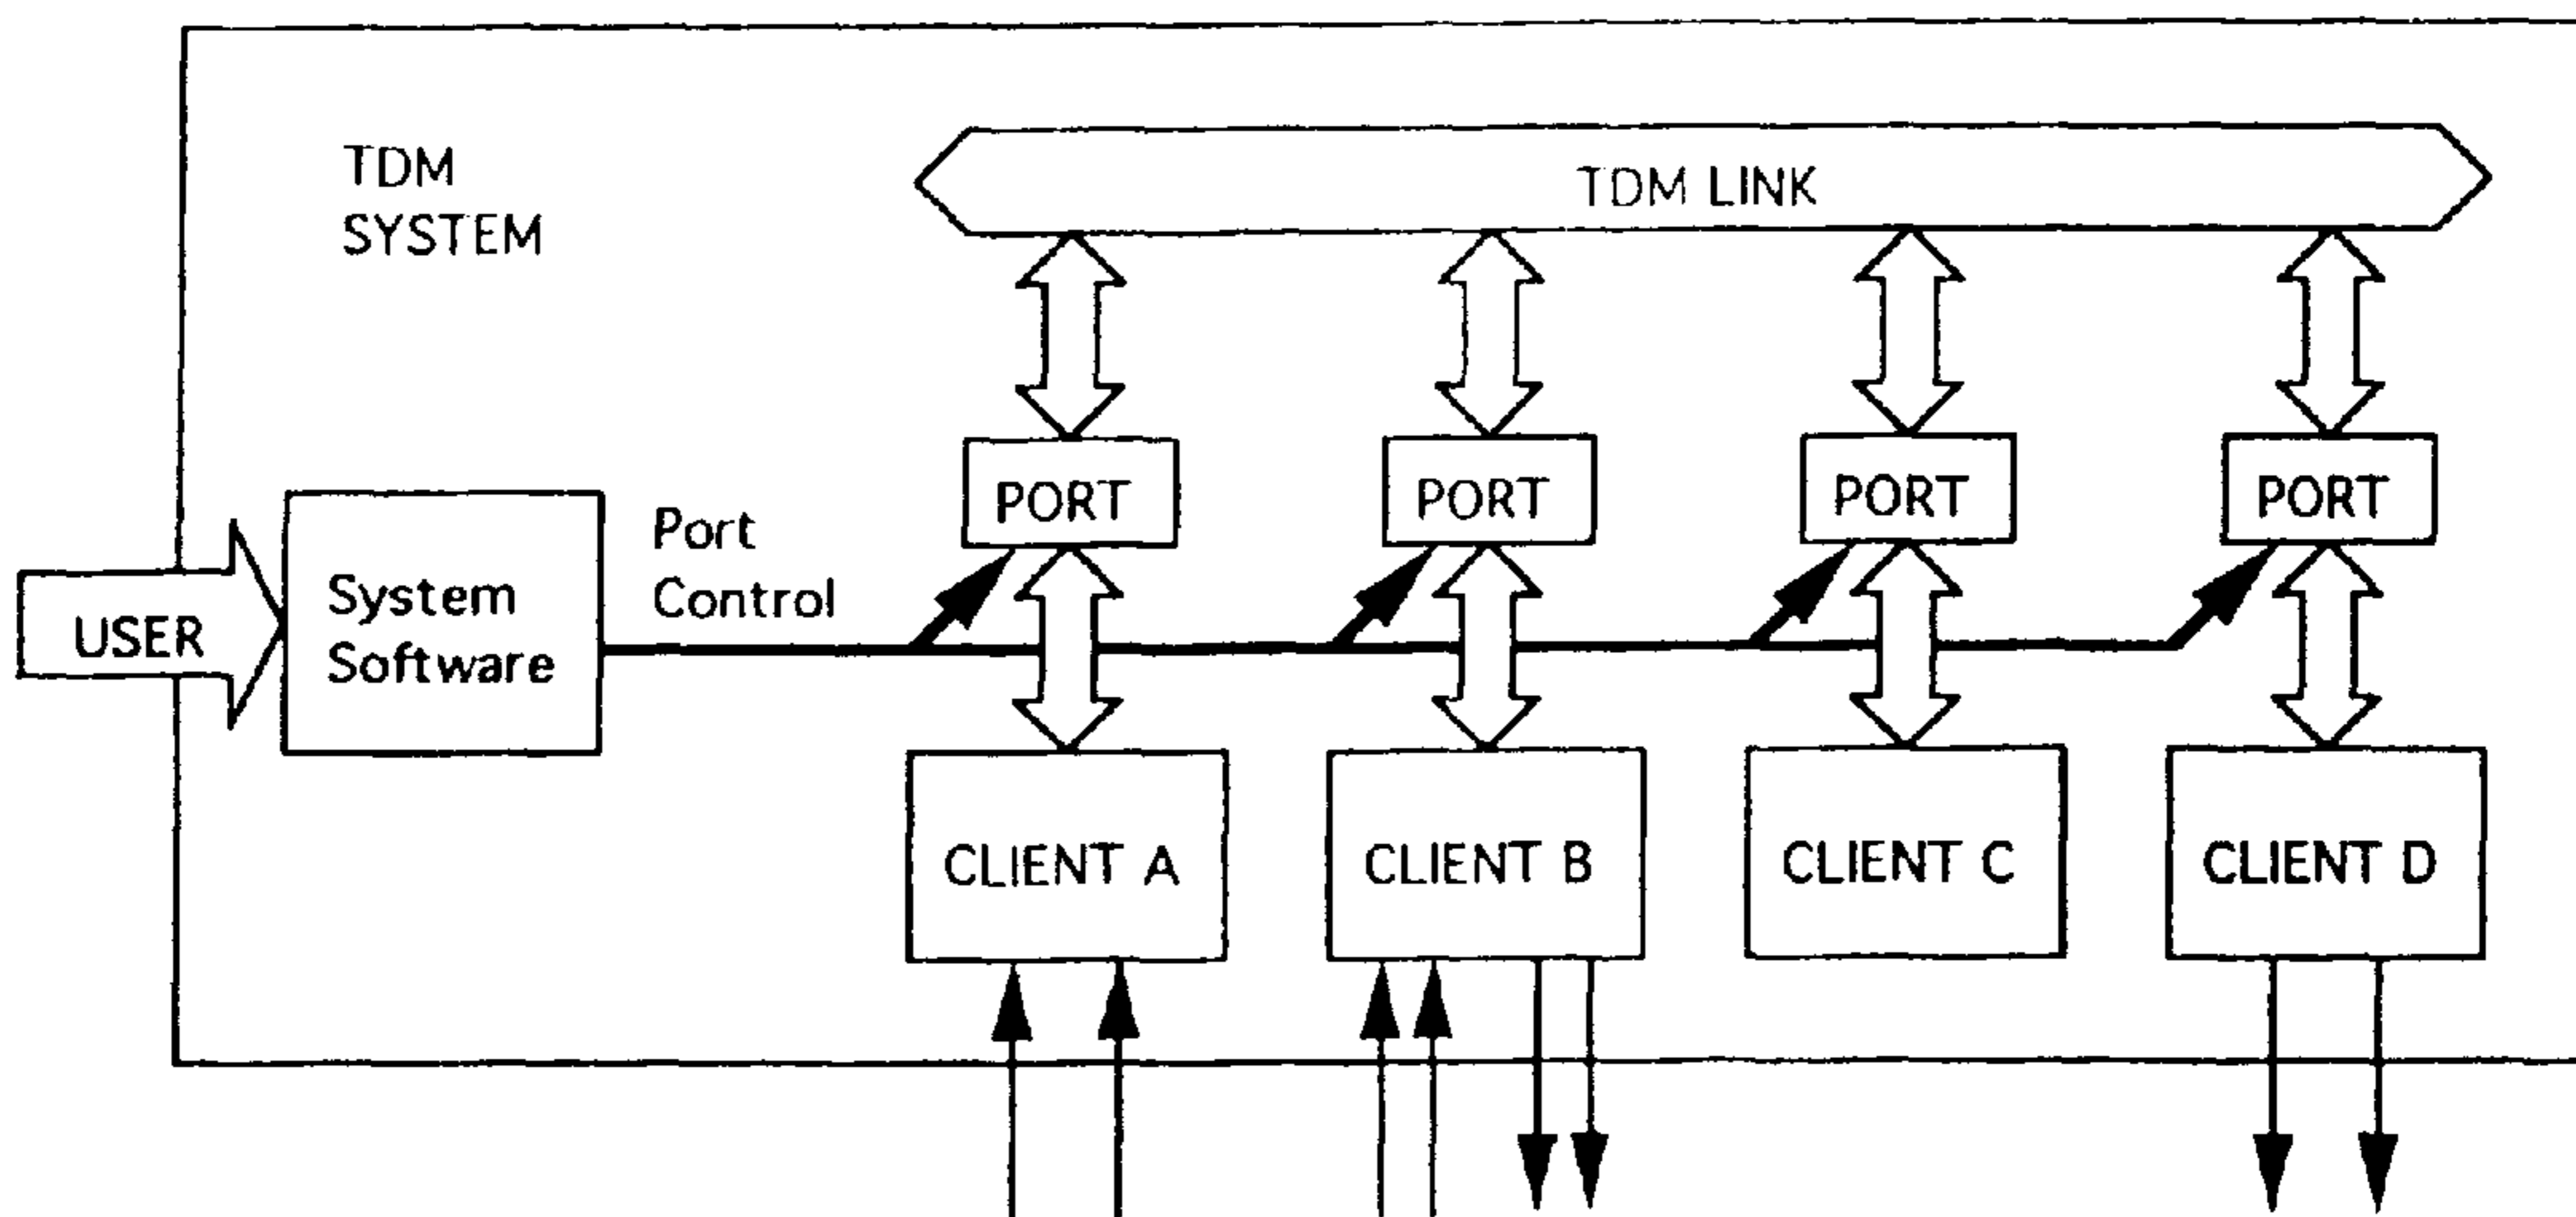 TDM
SYSTEM
TDM LINK
PORT
PORT
PORT
PORT
Port
Control
USER
System
Software
CLIENT A
CLIENT B
CLIENT C
CLIENT D